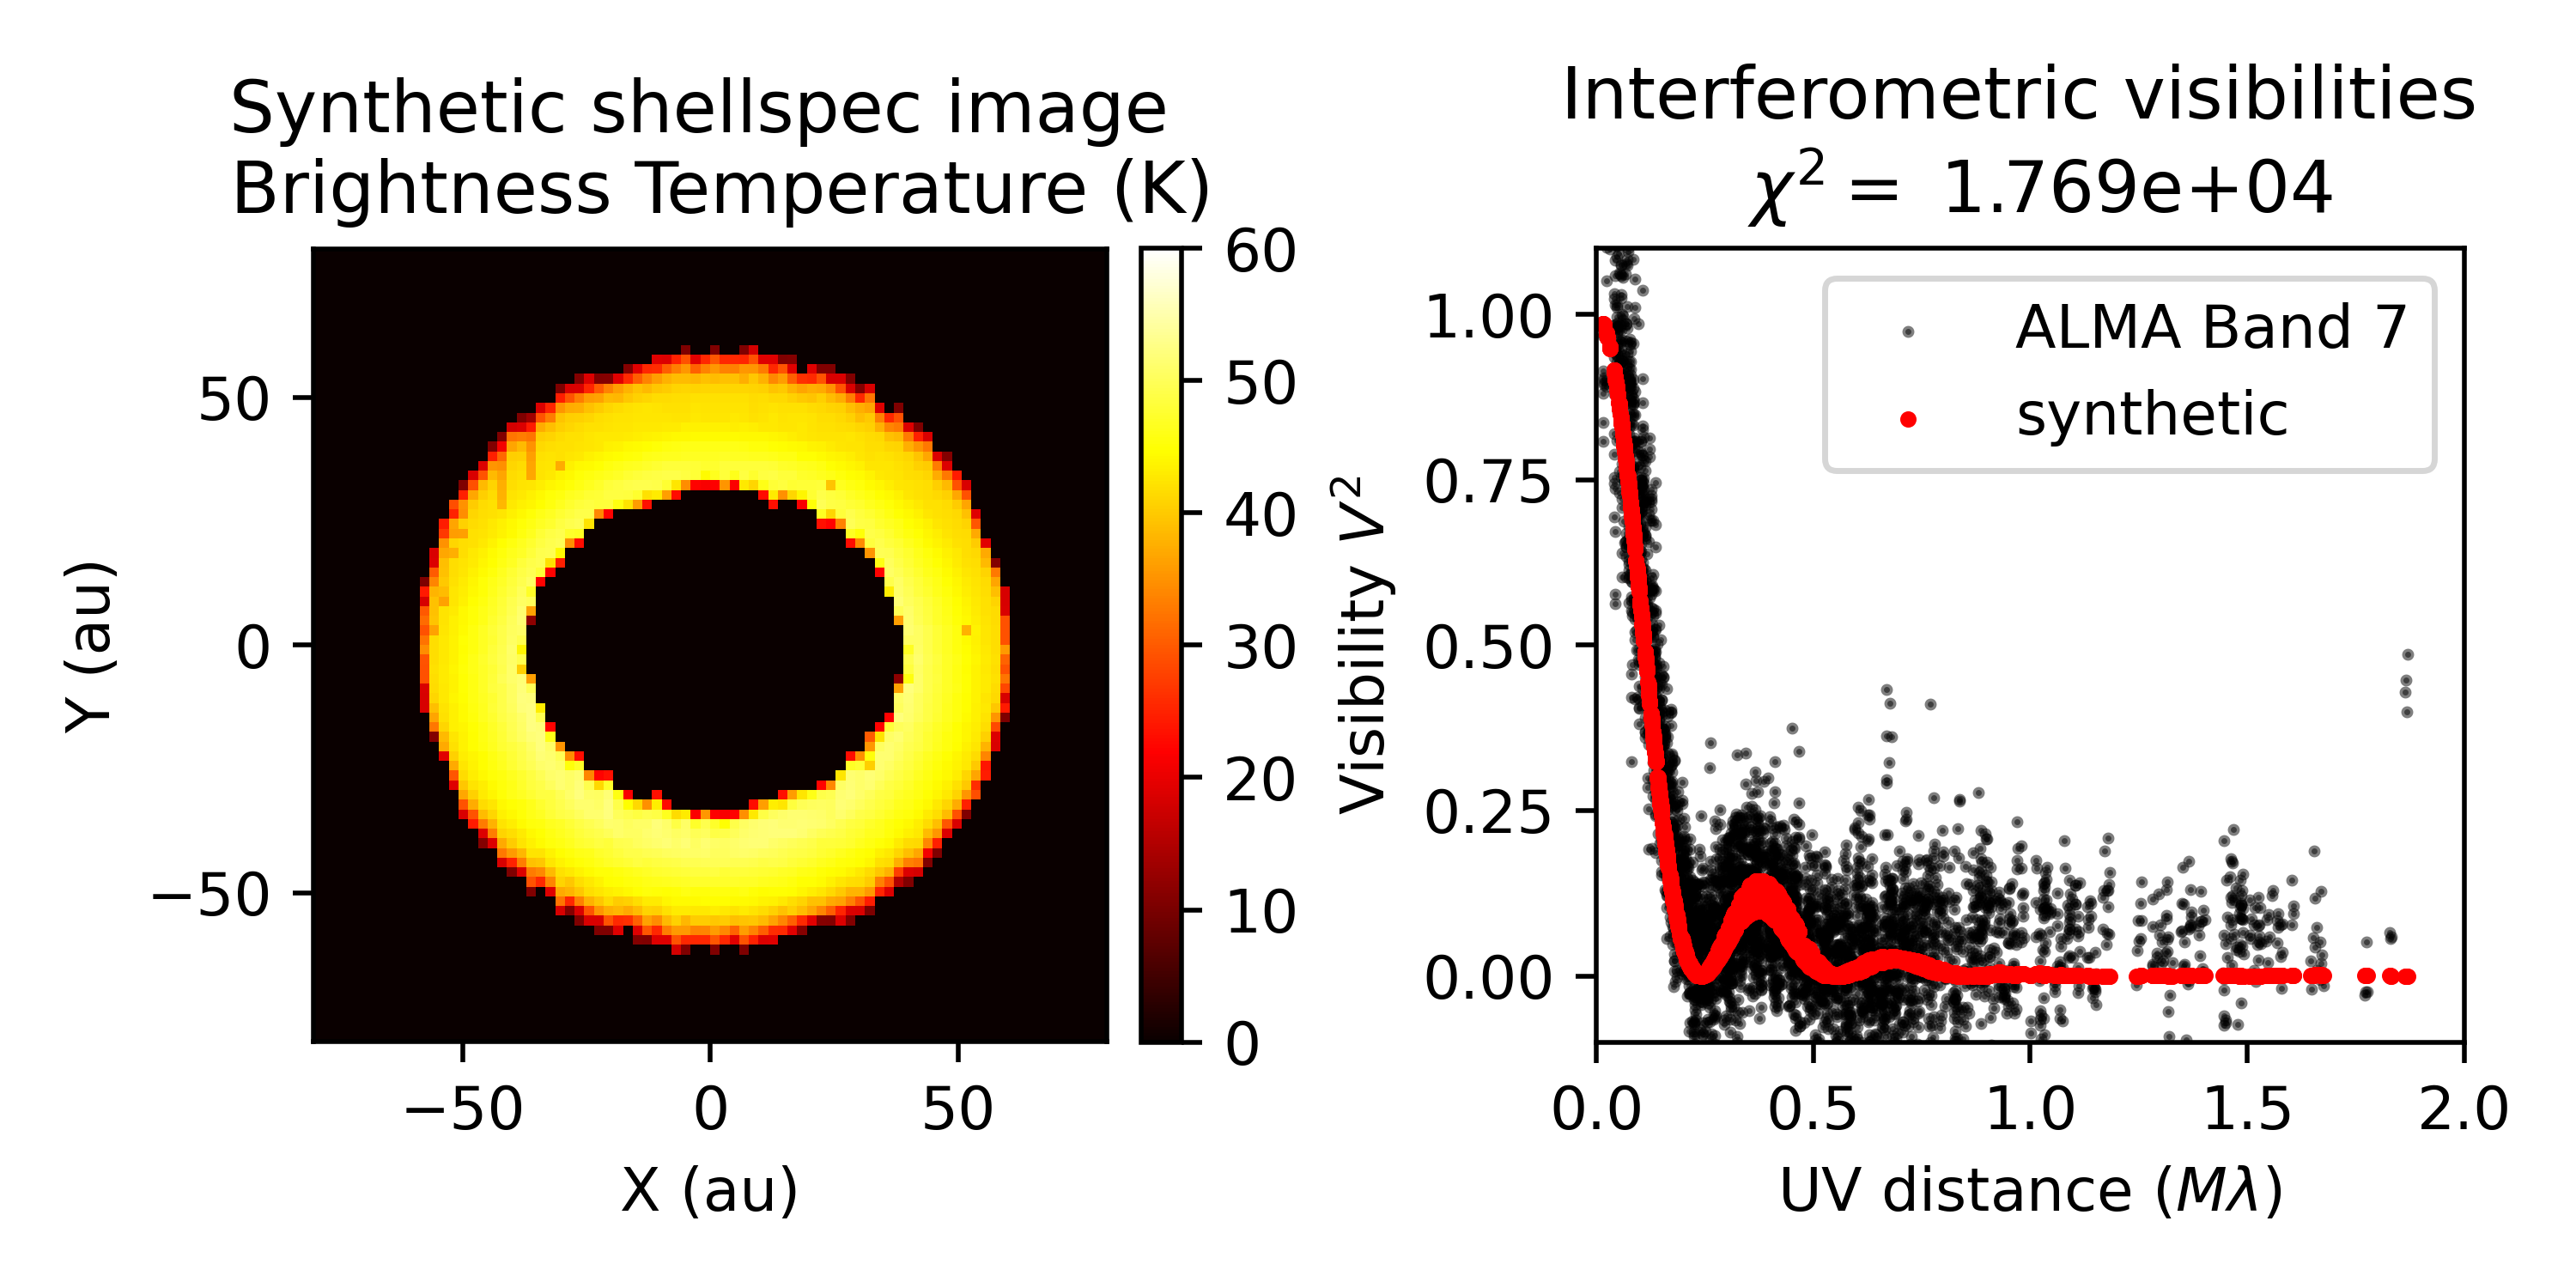 Synthetic shellspec image
Brightness Temperature (K)
50
0
−50
Y (au)
−50 0 50
X (au)
60
50
40
30
20
10
0
Interferometric visibilities
χ² = 1.769e+04
ALMA Band 7
synthetic
1.00
0.75
0.50
0.25
0.00
Visibility V²
0.0 0.5 1.0 1.5 2.0
UV distance (Mλ)